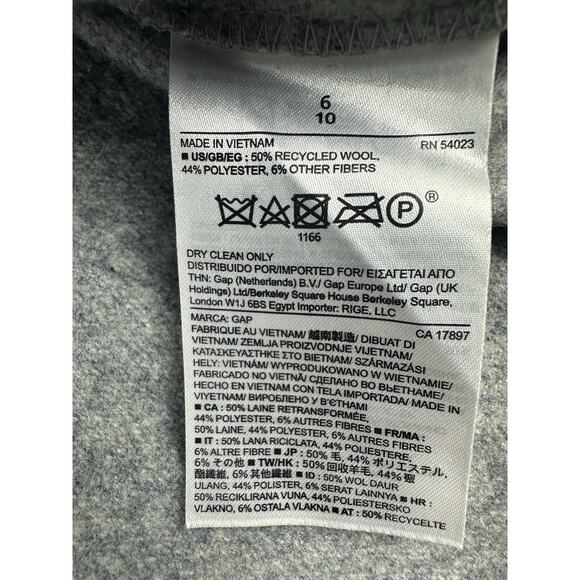 6
10
MADE IN VIETNAM RN 54023
■ US/GB/EG : 50% RECYCLED WOOL,
44% POLYESTER, 6% OTHER FIBERS
P ®
1166
DRY CLEAN ONLY
DISTRIBUIDO POR/IMPORTED FOR/ ΕΙΣΑΓΕΤΑΙ ΑΠΟ
THN: Gap (Netherlands) B.V./ Gap Europe Ltd/ Gap (UK
Holdings) Ltd/Berkeley Square House Berkeley Square,
London W1J 6BS Egypt Importer: RIGE, LLC
MARCA: GAP CA 17897
FABRIQUE AU VIETNAM/ 越南製造/ DIBUAT DI
VIETNAM/ ZEMLJA PROIZVODNJE VIJETNAM/
ΚΑΤΑΣΚΕΥΑΣΤΗΚΕ ΣΤΟ ΒΙΕΤΝΑΜ/ SZÁRMAZÁSI
HELY: VIETNÁM/ WYPRODUKOWANO W WIETNAMIE/
FABRICADO NO VIETNÃ/ СДЕЛАНО ВО ВЬЕТНАМЕ/
HECHO EN VIETNAM CON TELA IMPORTADA/ MADE IN
VIYETNAM/ ВИРОБЛЕНО У В'ЄТНАМІ
■ CA : 50% LAINE RETRANSFORMÉE,
44% POLYESTER, 6% AUTRES FIBRES ■ FR/MA :
50% LAINE, 44% POLYESTER, 6% AUTRES FIBRES
■ IT : 50% LANA RICICLATA, 44% POLIESTERE,
6% ALTRE FIBRE ■ JP : 50% 毛, 44% ポリエステル,
6% その他 ■ TW/HK : 50% 回收羊毛, 44% 聚
酯纖維, 6% 其他纖維 ■ ID : 50% WOL DAUR
ULANG, 44% POLISTER, 6% SERAT LAINNYA ■ HR :
50% RECIKLIRANA VUNA, 44% POLIESTERSKO
VLAKNO, 6% OSTALA VLAKNA ■ AT : 50% RECYCELTE